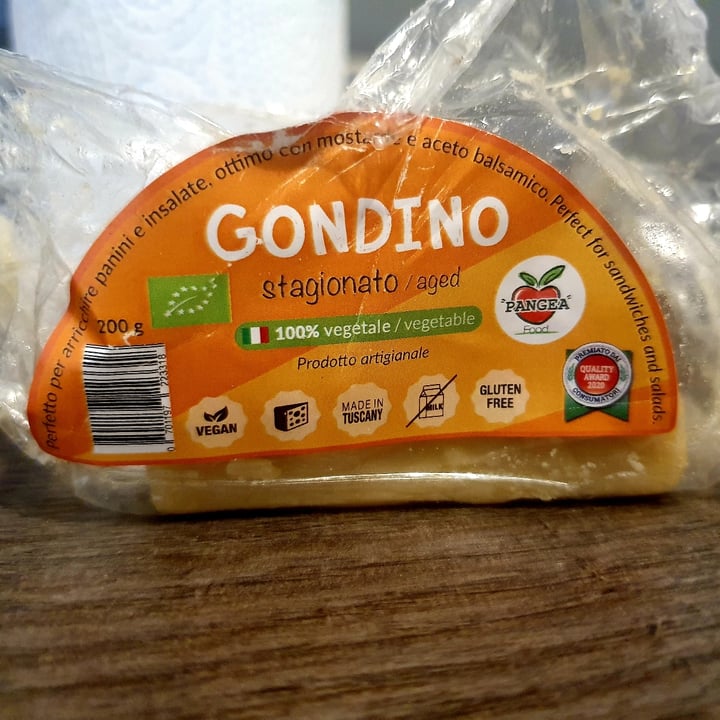 Perfetto per arricchire panini e insalate, ottimo con e aceto balsamico. Perfect for sandwiches and salads.
GONDINO
stagionato / aged
200 g
100% vegetale / vegetable
Prodotto artigianale
"PANGEA"
Food
VEGAN
MADE IN
TUSCANY
MILK
GLUTEN
FREE
PREMIATO DAI
QUALITY
AWARD
2020
CONSUMATORI